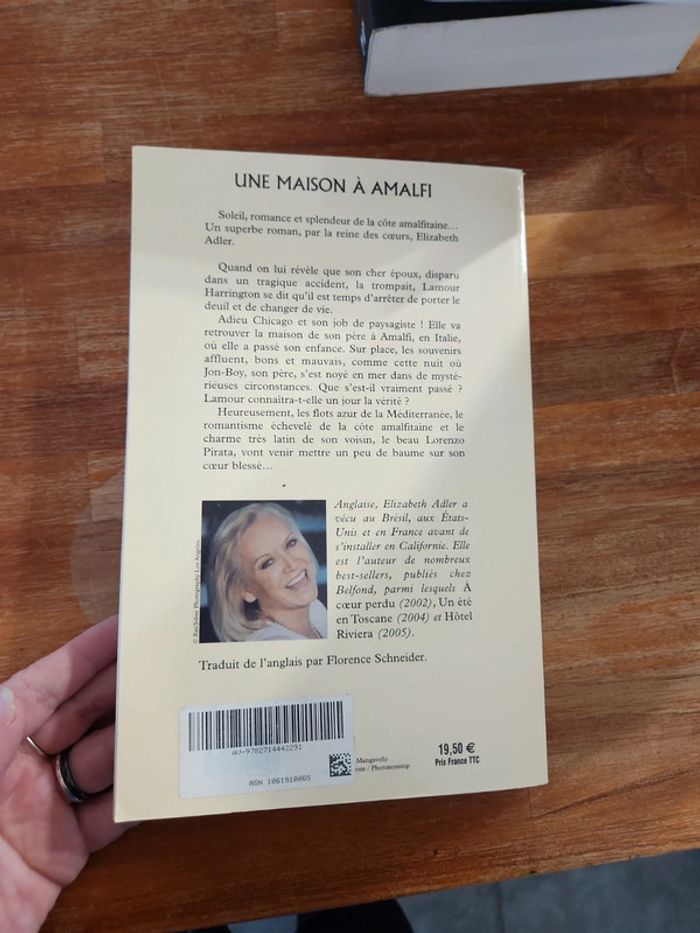 UNE MAISON À AMALFI
Soleil, romance et splendeur de la côte amalfitaine…
Un superbe roman, par la reine des cœurs, Elizabeth
Adler.
Quand on lui révèle que son cher époux, disparu
dans un tragique accident, la trompait, Lamour
Harrington se dit qu'il est temps d'arrêter de porter le
deuil et de changer de vie.
Adieu Chicago et son job de paysagiste ! Elle va
retrouver la maison de son père à Amalfi, en Italie,
où elle a passé son enfance. Sur place, les souvenirs
affluent, bons et mauvais, comme cette nuit où
Jon-Boy, son père, s'est noyé en mer dans de mysté-
rieuses circonstances. Que s'est-il vraiment passé ?
Lamour connaîtra-t-elle un jour la vérité ?
Heureusement, les flots azur de la Méditerranée, le
romantisme échevelé de la côte amalfitaine et le
charme très latin de son voisin, le beau Lorenzo
Pirata, vont venir mettre un peu de baume sur son
cœur blessé…
Anglaise, Elizabeth Adler a
vécu au Brésil, aux États-
Unis et en France avant de
s'installer en Californie. Elle
est l'auteur de nombreux
best-sellers, publiés chez
Belfond, parmi lesquels À
cœur perdu (2002), Un été
en Toscane (2004) et Hôtel
Riviera (2005).
Photography Los Angeles
Traduit de l'anglais par Florence Schneider.
AU-9782714442291
ASN 1061910065
Mangavelle
one / Photononstop
19,50 €
Prix France TTC